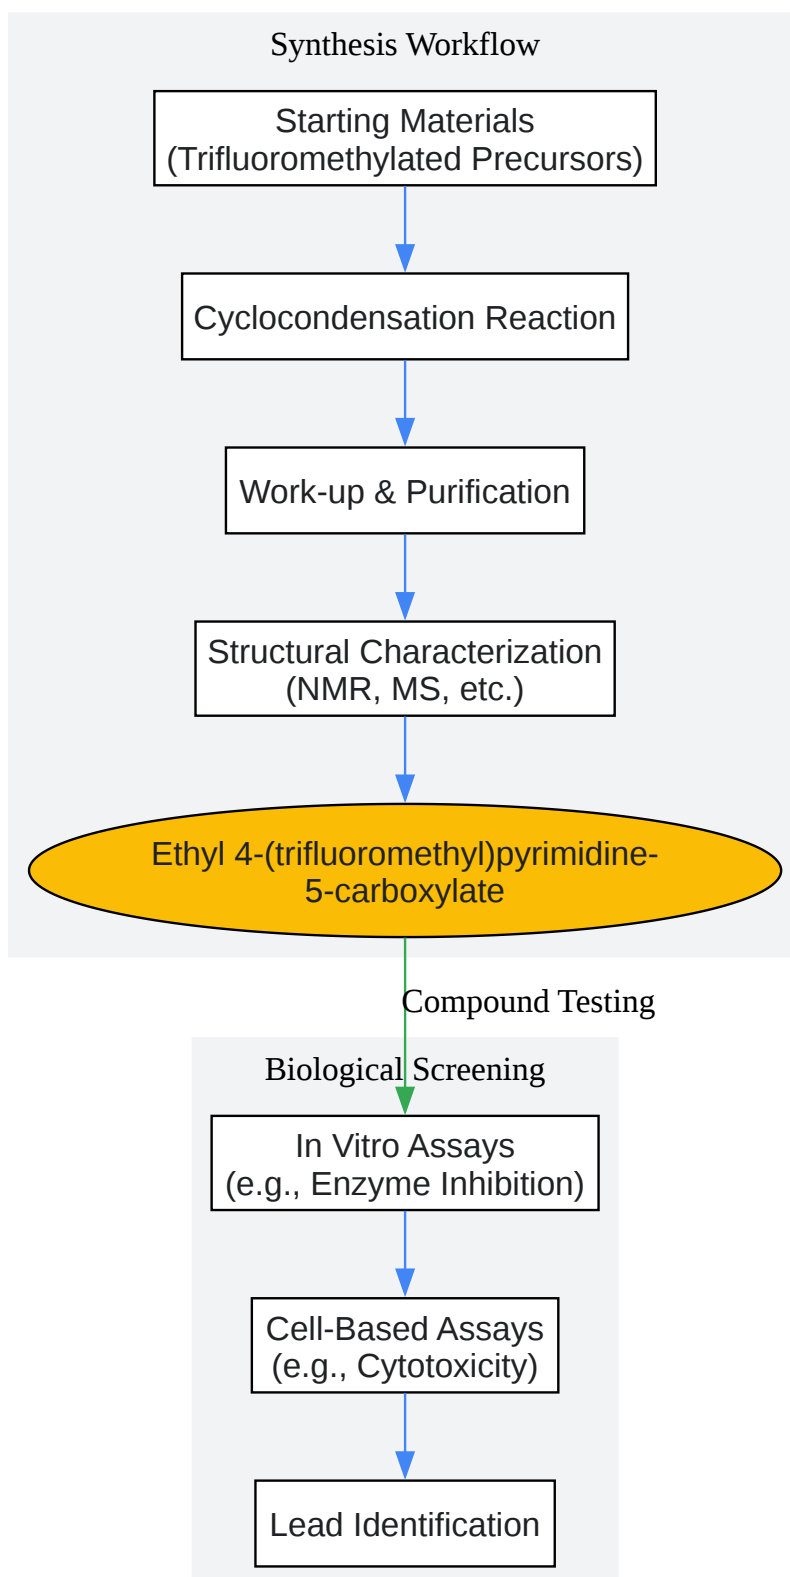 Synthesis Workflow
Starting Materials
(Trifluoromethylated Precursors)
Cyclocondensation Reaction
Work-up & Purification
Structural Characterization
(NMR, MS, etc.)
Ethyl 4-(trifluoromethyl)pyrimidine-
5-carboxylate
Compound Testing
Biological Screening
In Vitro Assays
(e.g., Enzyme Inhibition)
Cell-Based Assays
(e.g., Cytotoxicity)
Lead Identification